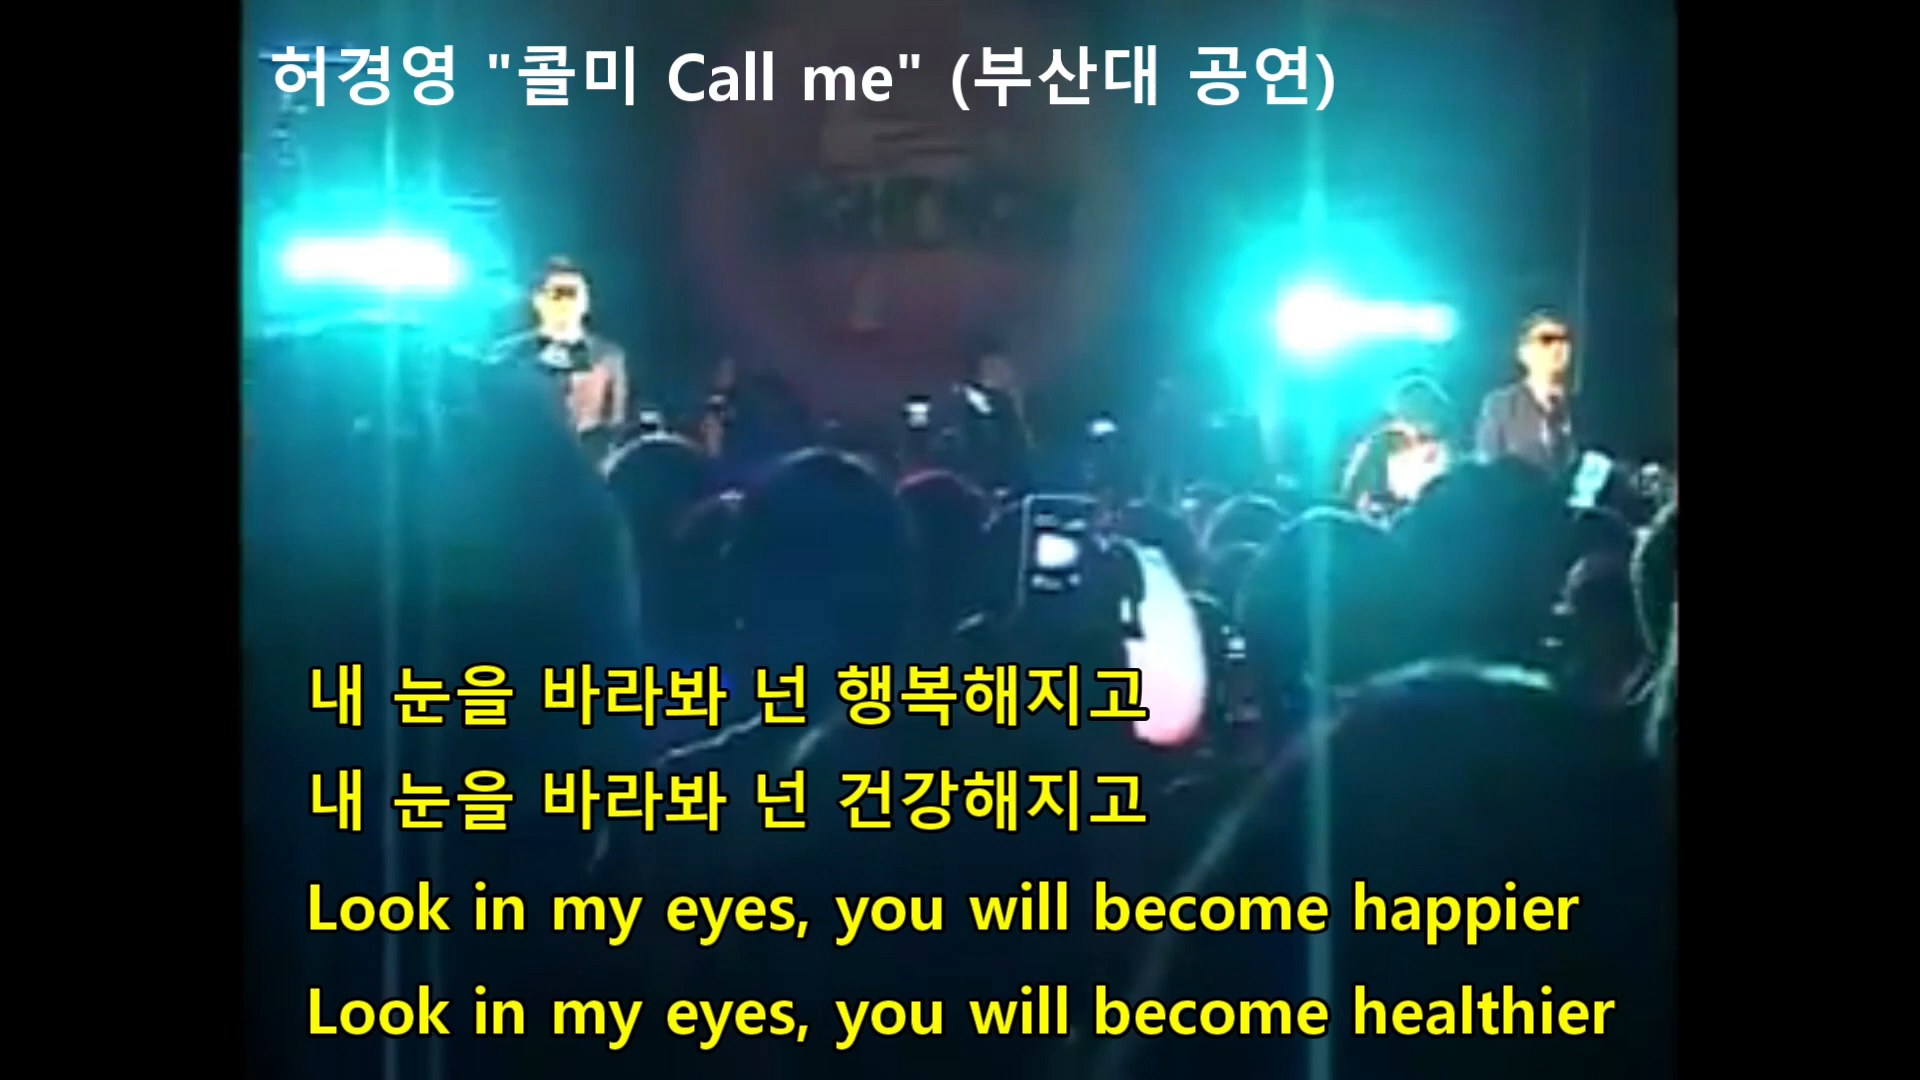 허경영 "콜미 Call me" (부산대 공연)
내 눈을 바라봐 넌 행복해지고
내 눈을 바라봐 넌 건강해지고
Look in my eyes, you will become happier
Look in my eyes, you will become healthier